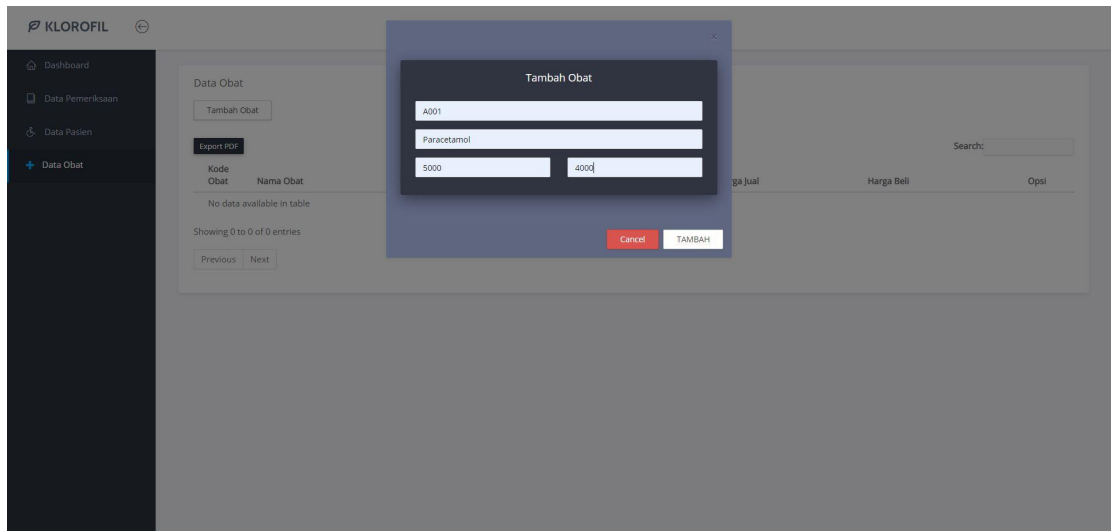 KLOROFIL
x
Dashboard
Data Pemeriksaan
Data Pasien
Data Obat
Data Obat
Tambah Obat
Export PDF
Search:
Kode
Obat
Nama Obat
rga Jual
Harga Beli
Opsi
No data available in table
Showing 0 to 0 of 0 entries
Previous
Next
Tambah Obat
A001
Paracetamol
5000
4000
Cancel
TAMBAH